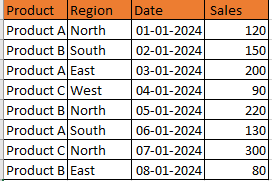 Product Region Date Sales
Product A North 01-01-2024 120
Product B South 02-01-2024 150
Product A East 03-01-2024 200
Product C West 04-01-2024 90
Product B North 05-01-2024 220
Product A South 06-01-2024 130
Product C North 07-01-2024 300
Product B East 08-01-2024 80